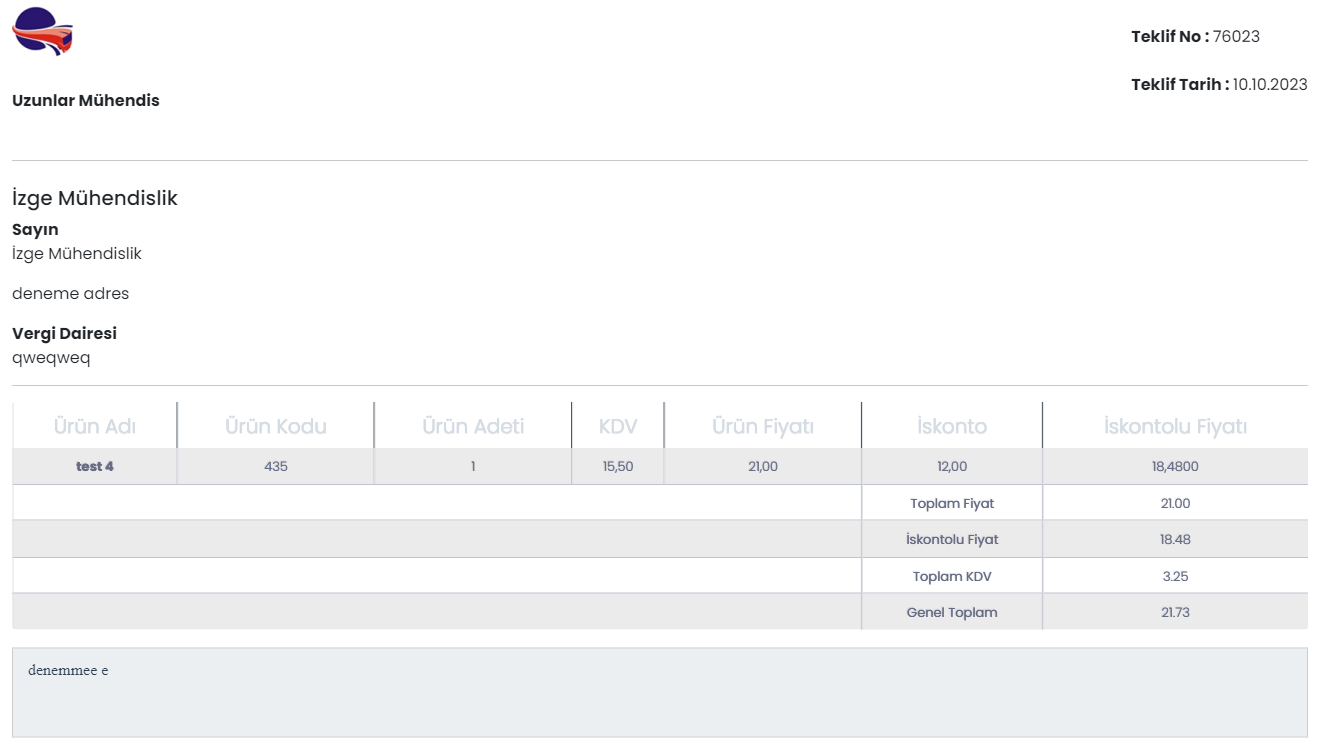 Teklif No : 76023
Teklif Tarih : 10.10.2023
Uzunlar Mühendis
İzge Mühendislik
Sayın
İzge Mühendislik
deneme adres
Vergi Dairesi
qweqweq
Ürün Adı Ürün Kodu Ürün Adeti KDV Ürün Fiyatı İskonto İskontolu Fiyatı
test 4 435 1 15,50 21,00 12,00 18,4800
Toplam Fiyat 21.00
İskontolu Fiyat 18.48
Toplam KDV 3.25
Genel Toplam 21.73
denemmee e